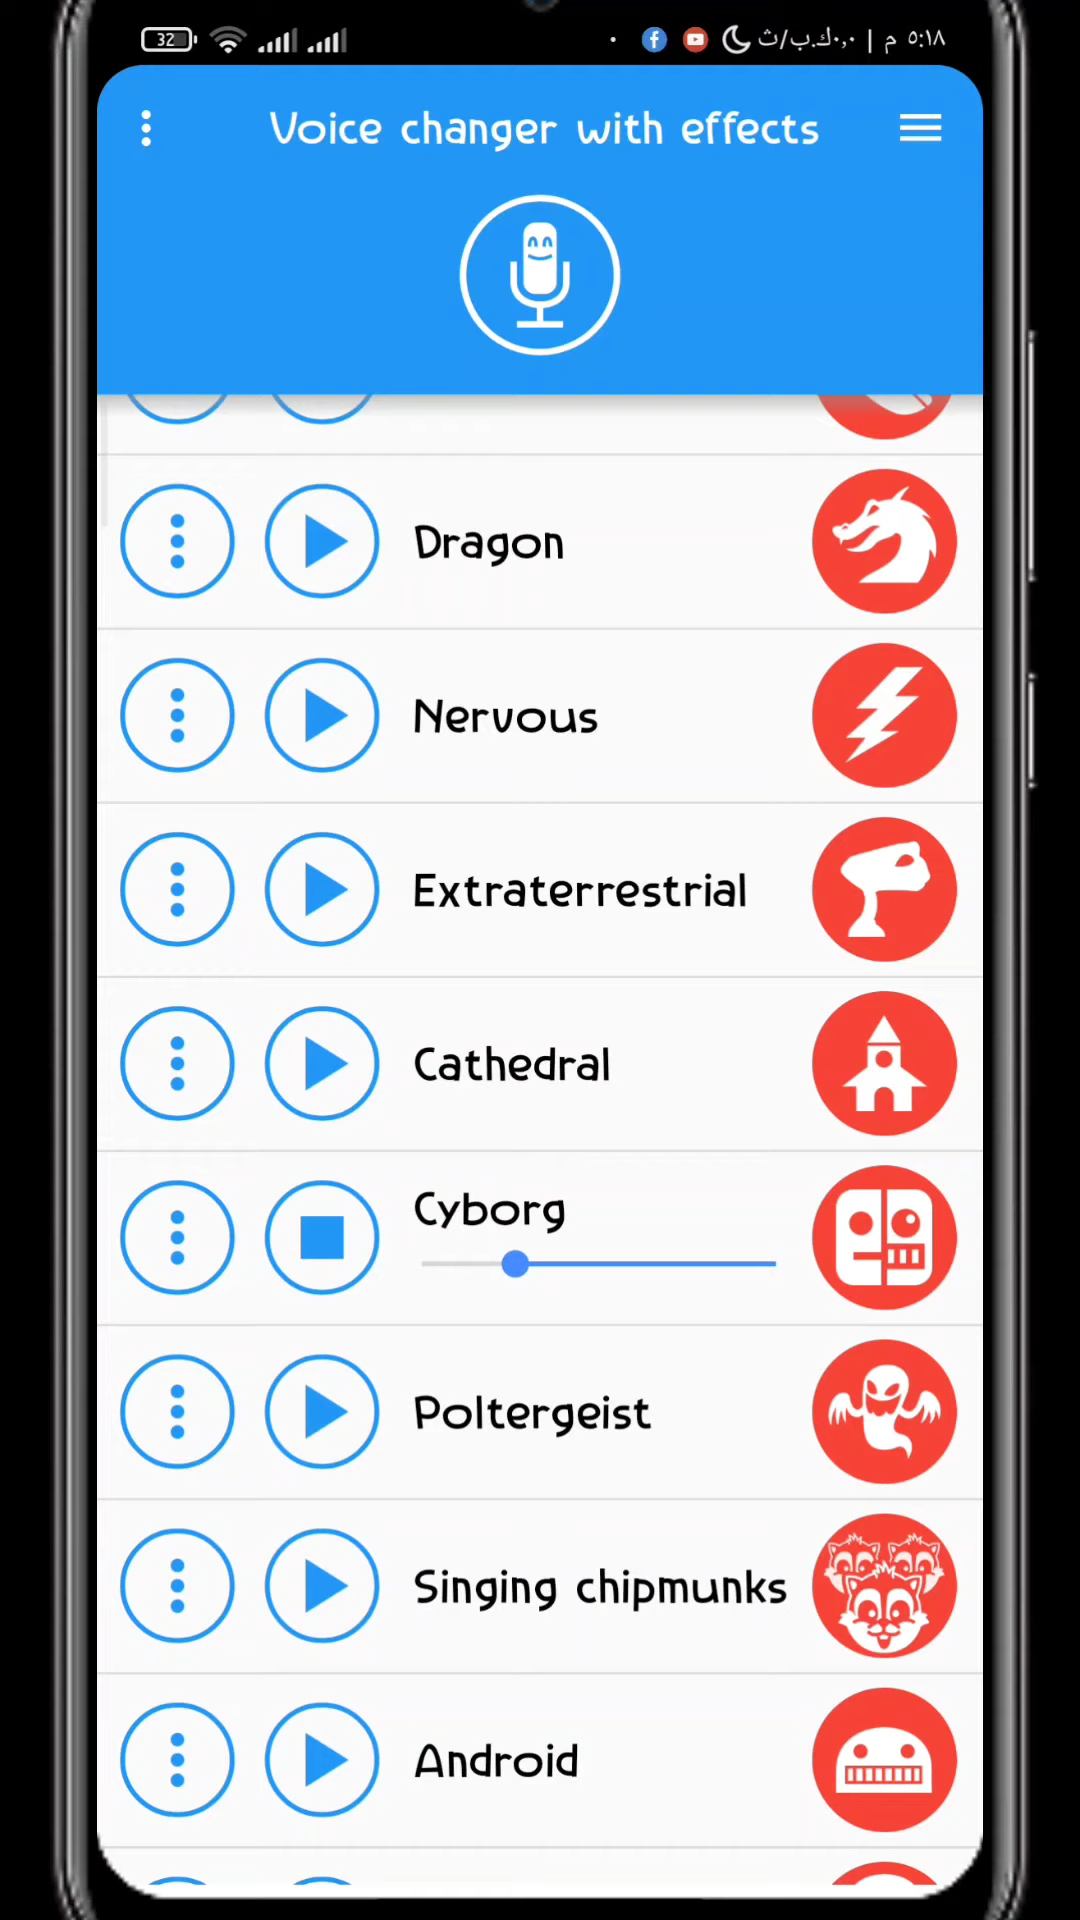 32 ٠,٠ك.ب/ث | م ٥:١٨
Voice changer with effects
Dragon
Nervous
Extraterrestrial
Cathedral
Cyborg
Poltergeist
Singing chipmunks
Android